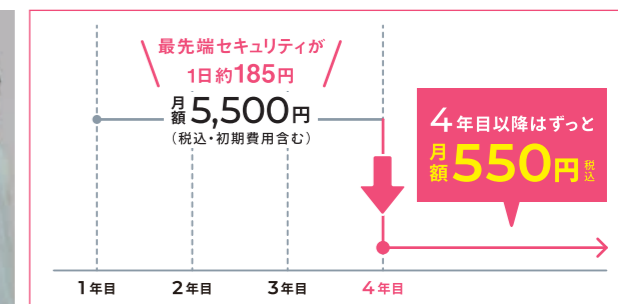 最先端セキュリティが
1日約185円
月額5,500円
(税込・初期費用含む)
4年目以降はずっと
月額550円税込
1年目 2年目 3年目 4年目